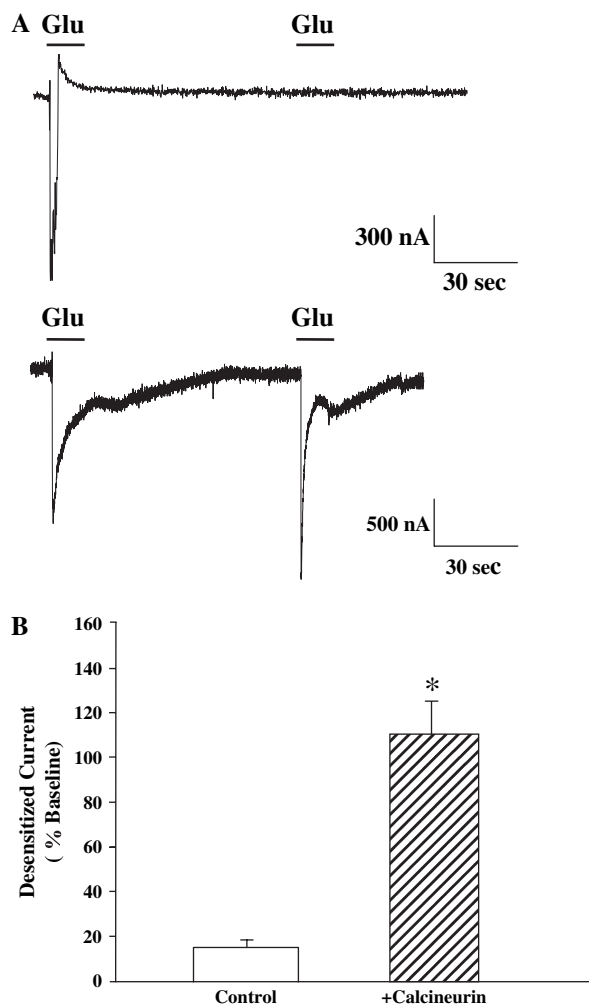 A
Glu Glu
300 nA
30 sec
Glu Glu
500 nA
30 sec
B
160
140
120
100
80
60
40
20
0
Desensitized Current
( % Baseline)
*
Control +Calcineurin